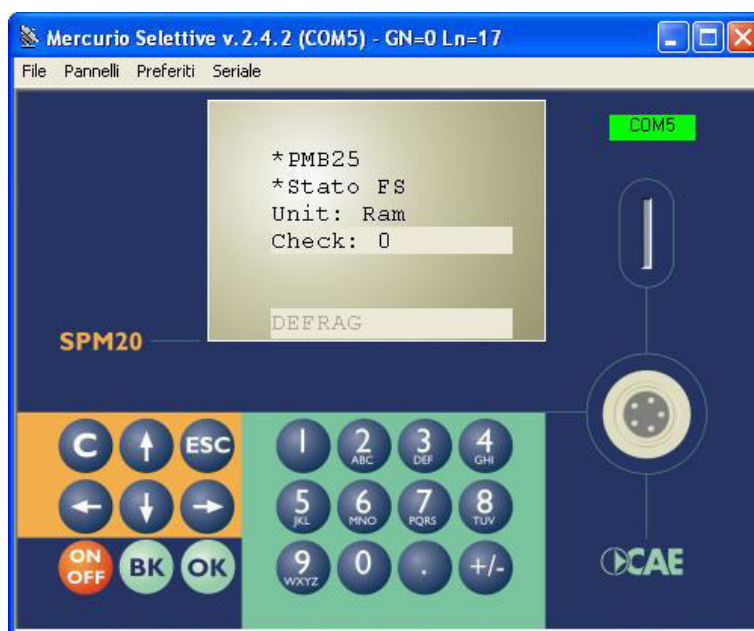 Mercurio Selettive v.2.4.2 (COM5) - GN=0 Ln=17
File Pannelli Preferiti Seriale
COM5
*PMB25
*Stato FS
Unit: Ram
Check: 0
DEFRAG
SPM20
C ESC
1 2 3 4
ABC DEF GHI
5 6 7 8
JKL MNO PQRS TUV
ON OFF BK OK
9 0 . +/-
WXYZ
CAE